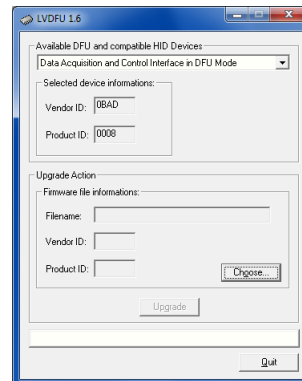 LVDFU 1.6
Available DFU and compatible HID Devices
Data Acquisition and Control Interface in DFU Mode
Selected device informations:
Vendor ID: 0BAD
Product ID: 0008
Upgrade Action
Firmware file informations:
Filename:
Vendor ID:
Product ID:
Choose...
Upgrade
Quit